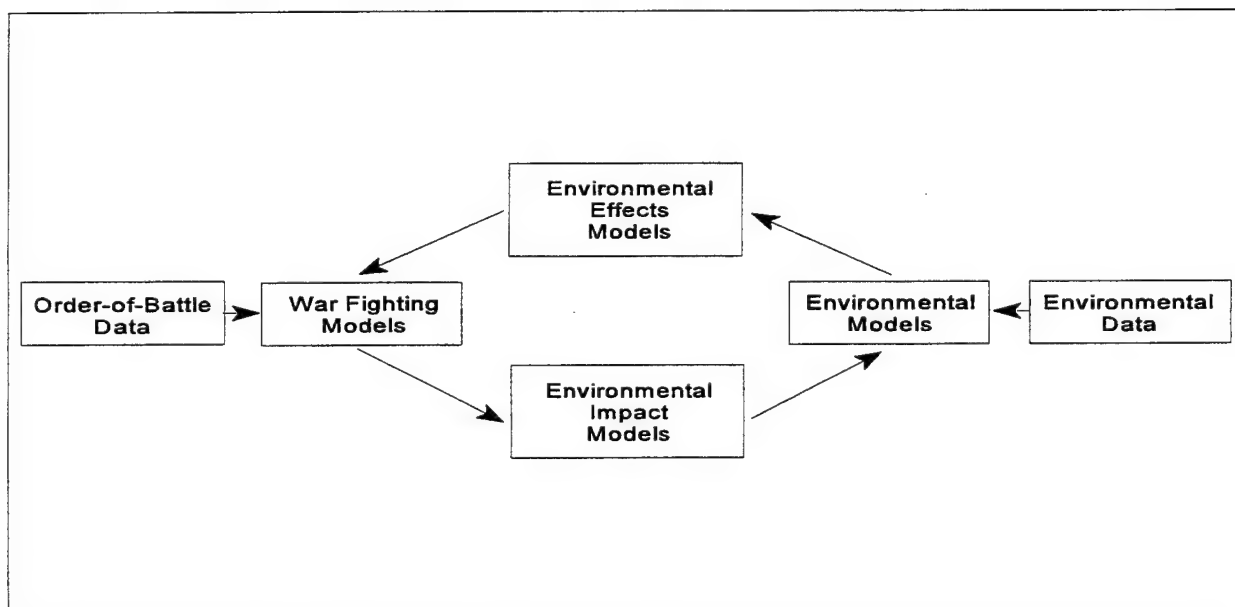 Environmental
Effects
Models
Order-of-Battle
Data
War Fighting
Models
Environmental
Models
Environmental
Data
Environmental
Impact
Models